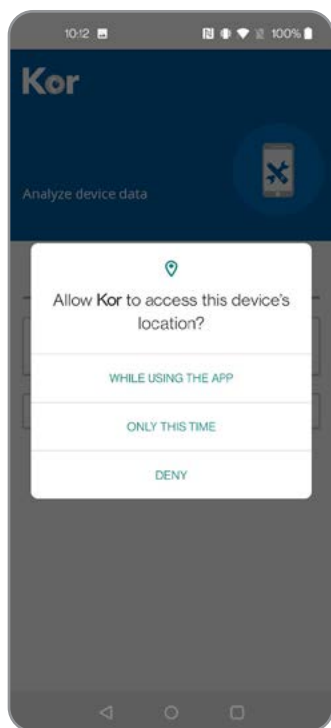 10:12
100%
Kor
Analyze device data
Allow Kor to access this device's
location?
WHILE USING THE APP
ONLY THIS TIME
DENY